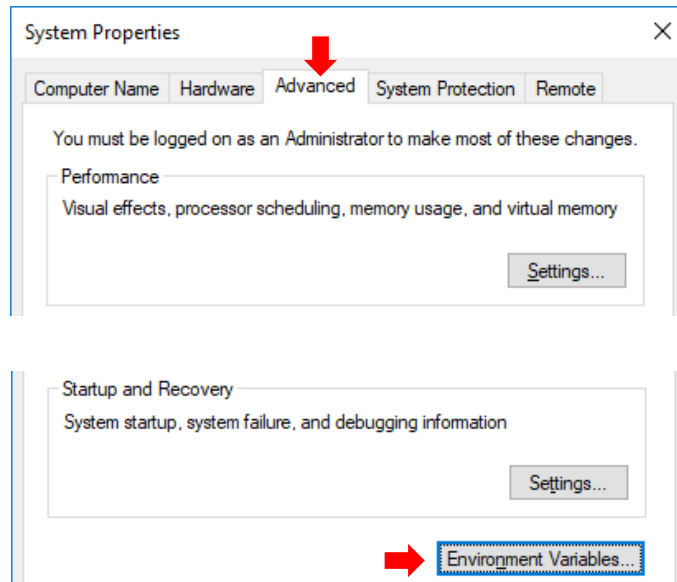 System Properties
Computer Name Hardware Advanced System Protection Remote
You must be logged on as an Administrator to make most of these changes.
Performance
Visual effects, processor scheduling, memory usage, and virtual memory
Settings...
Startup and Recovery
System startup, system failure, and debugging information
Settings...
Environment Variables...